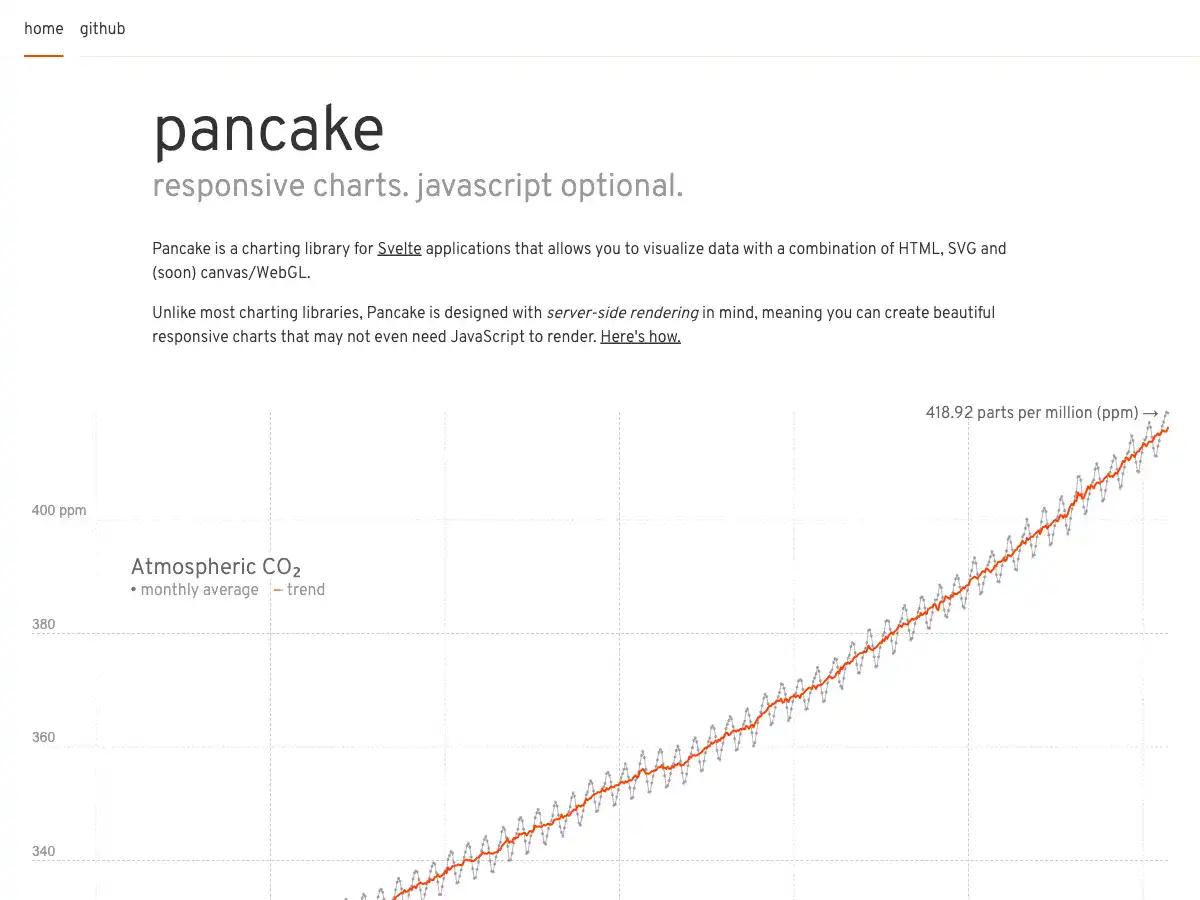 home github
pancake
responsive charts. javascript optional.
Pancake is a charting library for Svelte applications that allows you to visualize data with a combination of HTML, SVG and
(soon) canvas/WebGL.
Unlike most charting libraries, Pancake is designed with server-side rendering in mind, meaning you can create beautiful
responsive charts that may not even need JavaScript to render. Here's how.
418.92 parts per million (ppm) →
400 ppm
Atmospheric CO₂
• monthly average − trend
380
360
340